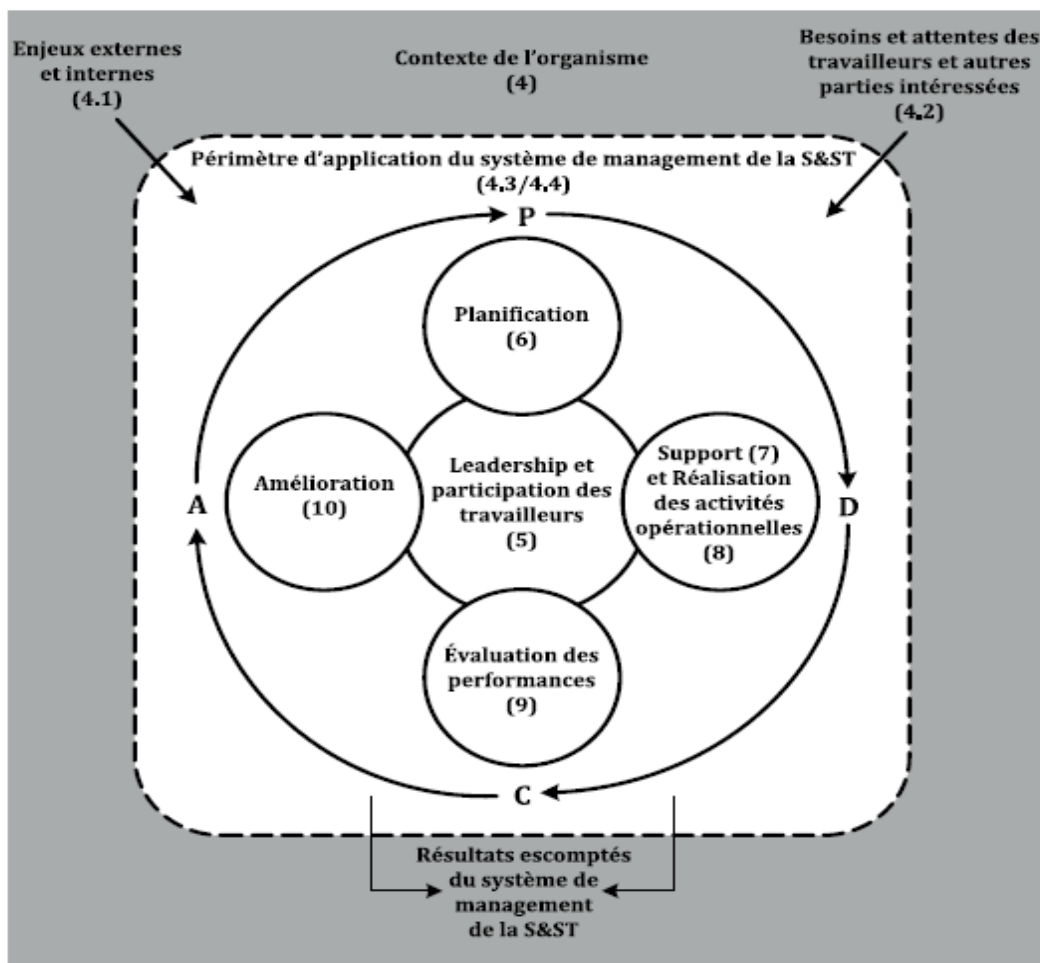 Enjeux externes
et internes
(4.1)
Contexte de l'organisme
(4)
Besoins et attentes des
travailleurs et autres
parties intéressées
(4.2)
Périmètre d'application du système de management de la S&ST
(4.3/4.4)
P
Planification
(6)
A
Amélioration
(10)
Leadership et
participation des
travailleurs
(5)
Support (7)
et Réalisation
des activités
opérationnelles
(8)
D
Évaluation des
performances
(9)
C
Résultats escomptés
du système de
management
de la S&ST